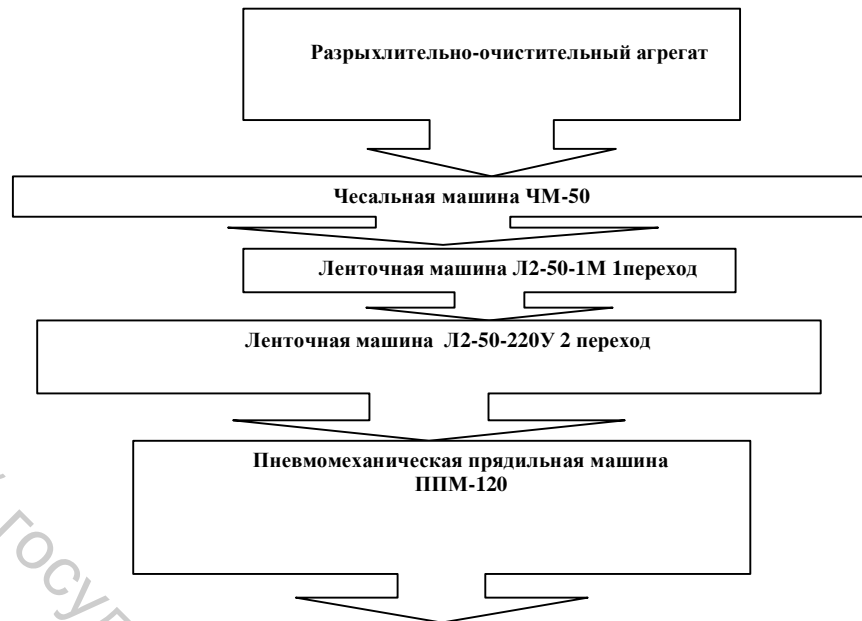 Разрыхлительно-очистительный агрегат
Чесальная машина ЧМ-50
Ленточная машина Л2-50-1М 1переход
Ленточная машина Л2-50-220У 2 переход
Пневмомеханическая прядильная машина
ППМ-120